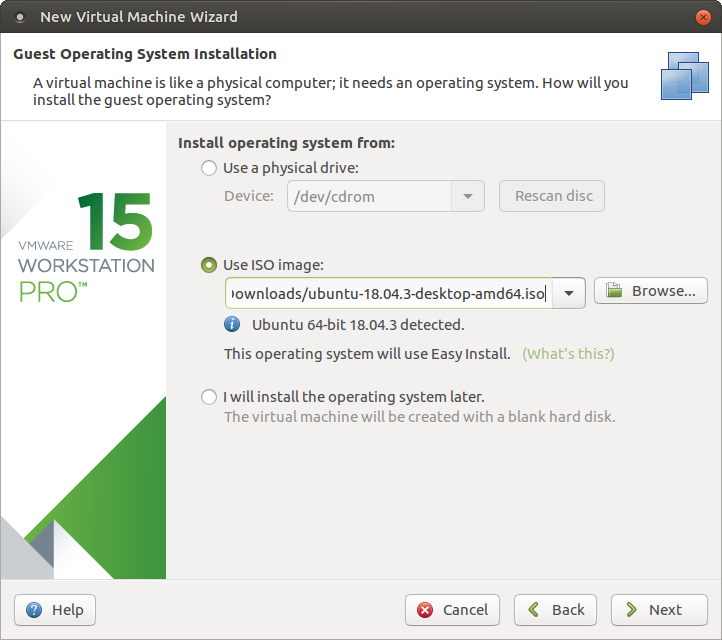 New Virtual Machine Wizard
Guest Operating System Installation
A virtual machine is like a physical computer; it needs an operating system. How will you
install the guest operating system?
Install operating system from:
Use a physical drive:
Device: /dev/cdrom Rescan disc
15
VMWARE
WORKSTATION
PRO™
Use ISO image:
ownloads/ubuntu-18.04.3-desktop-amd64.iso Browse...
Ubuntu 64-bit 18.04.3 detected.
This operating system will use Easy Install. (What's this?)
I will install the operating system later.
The virtual machine will be created with a blank hard disk.
Help Cancel Back Next